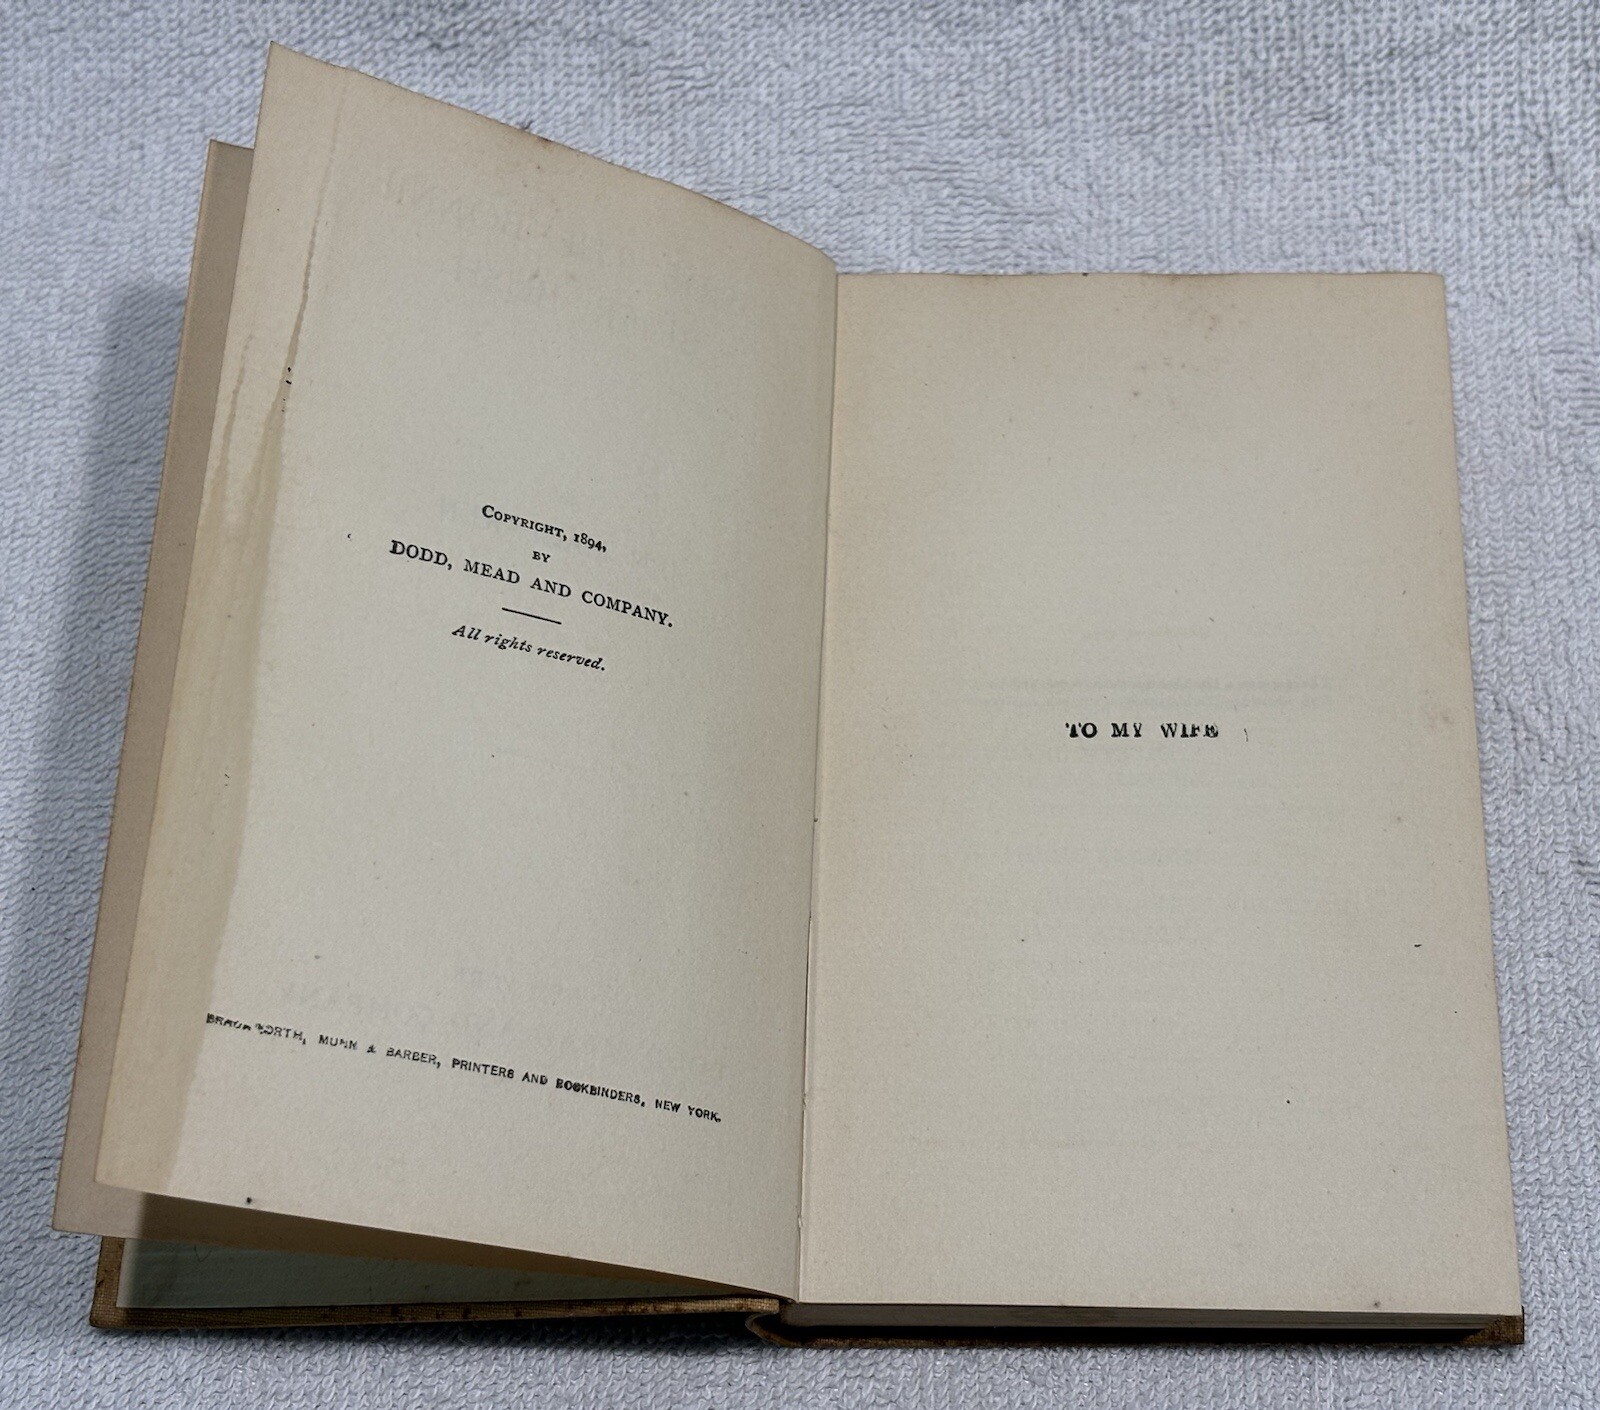 COPYRIGHT, 1894,
BY
DODD, MEAD AND COMPANY.
All rights reserved.
BRAUNWORTH, MUNN & BARBER, PRINTERS AND BOOKBINDERS, NEW YORK.
TO MY WIFE